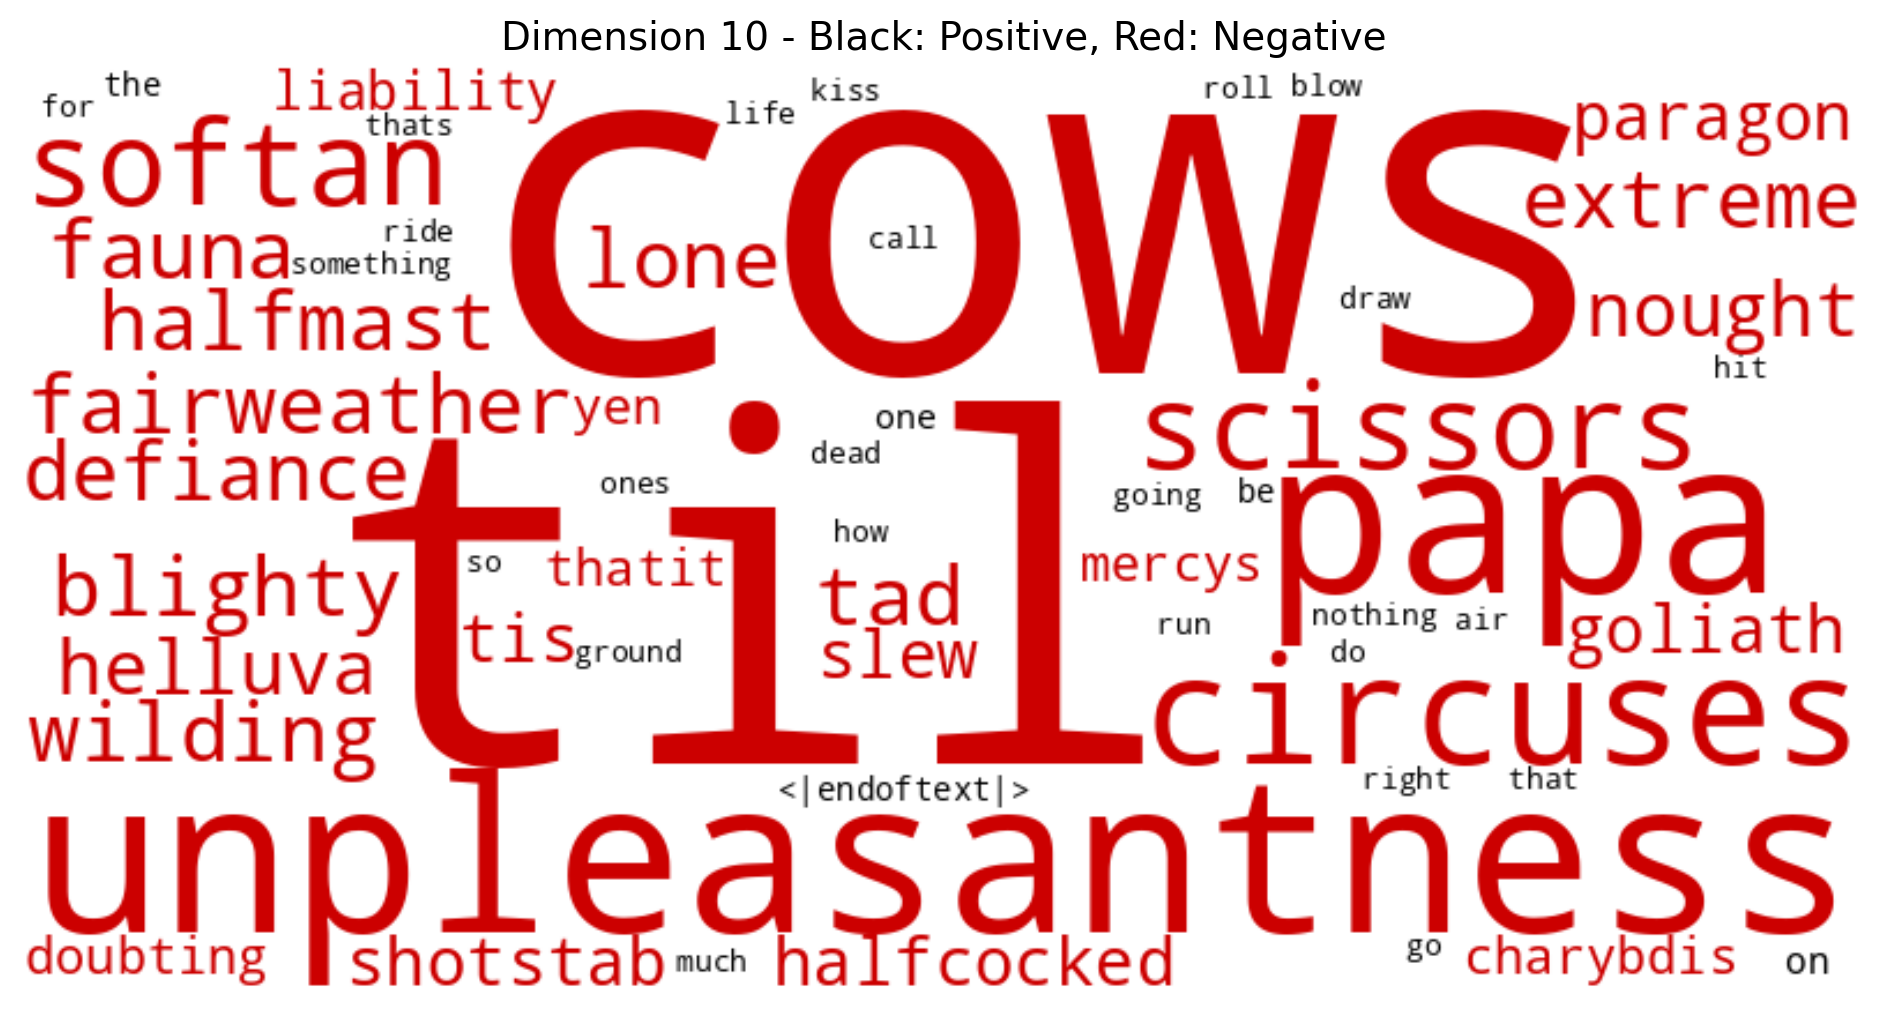 Dimension 10 - Black: Positive, Red: Negative
for the liability kiss roll blow
thats life paragon
softan cows extreme
fauna ride lone call
something draw nought
halfmast hit
fairweather yen one scissors
defiance til dead
ones going be papa
how
blighty so thatit tad mercys
tis ground slew run nothing air goliath
helluva do
wilding circuses
<|endoftext|> right that
unpleasantness
doubting shotstab much halfcocked go charybdis on